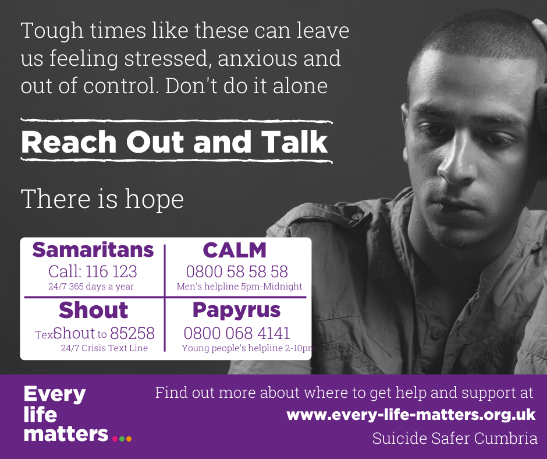 Tough times like these can leave
us feeling stressed, anxious and
out of control. Don't do it alone
Reach Out and Talk
There is hope
Samaritans
Call: 116 123
24/7 365 days a year
CALM
0800 58 58 58
Men's helpline 5pm-Midnight
Shout
Text Shout to 85258
24/7 Crisis Text Line
Papyrus
0800 068 4141
Young people's helpline 2-10pm
Every
life
matters...
Find out more about where to get help and support at
www.every-life-matters.org.uk
Suicide Safer Cumbria